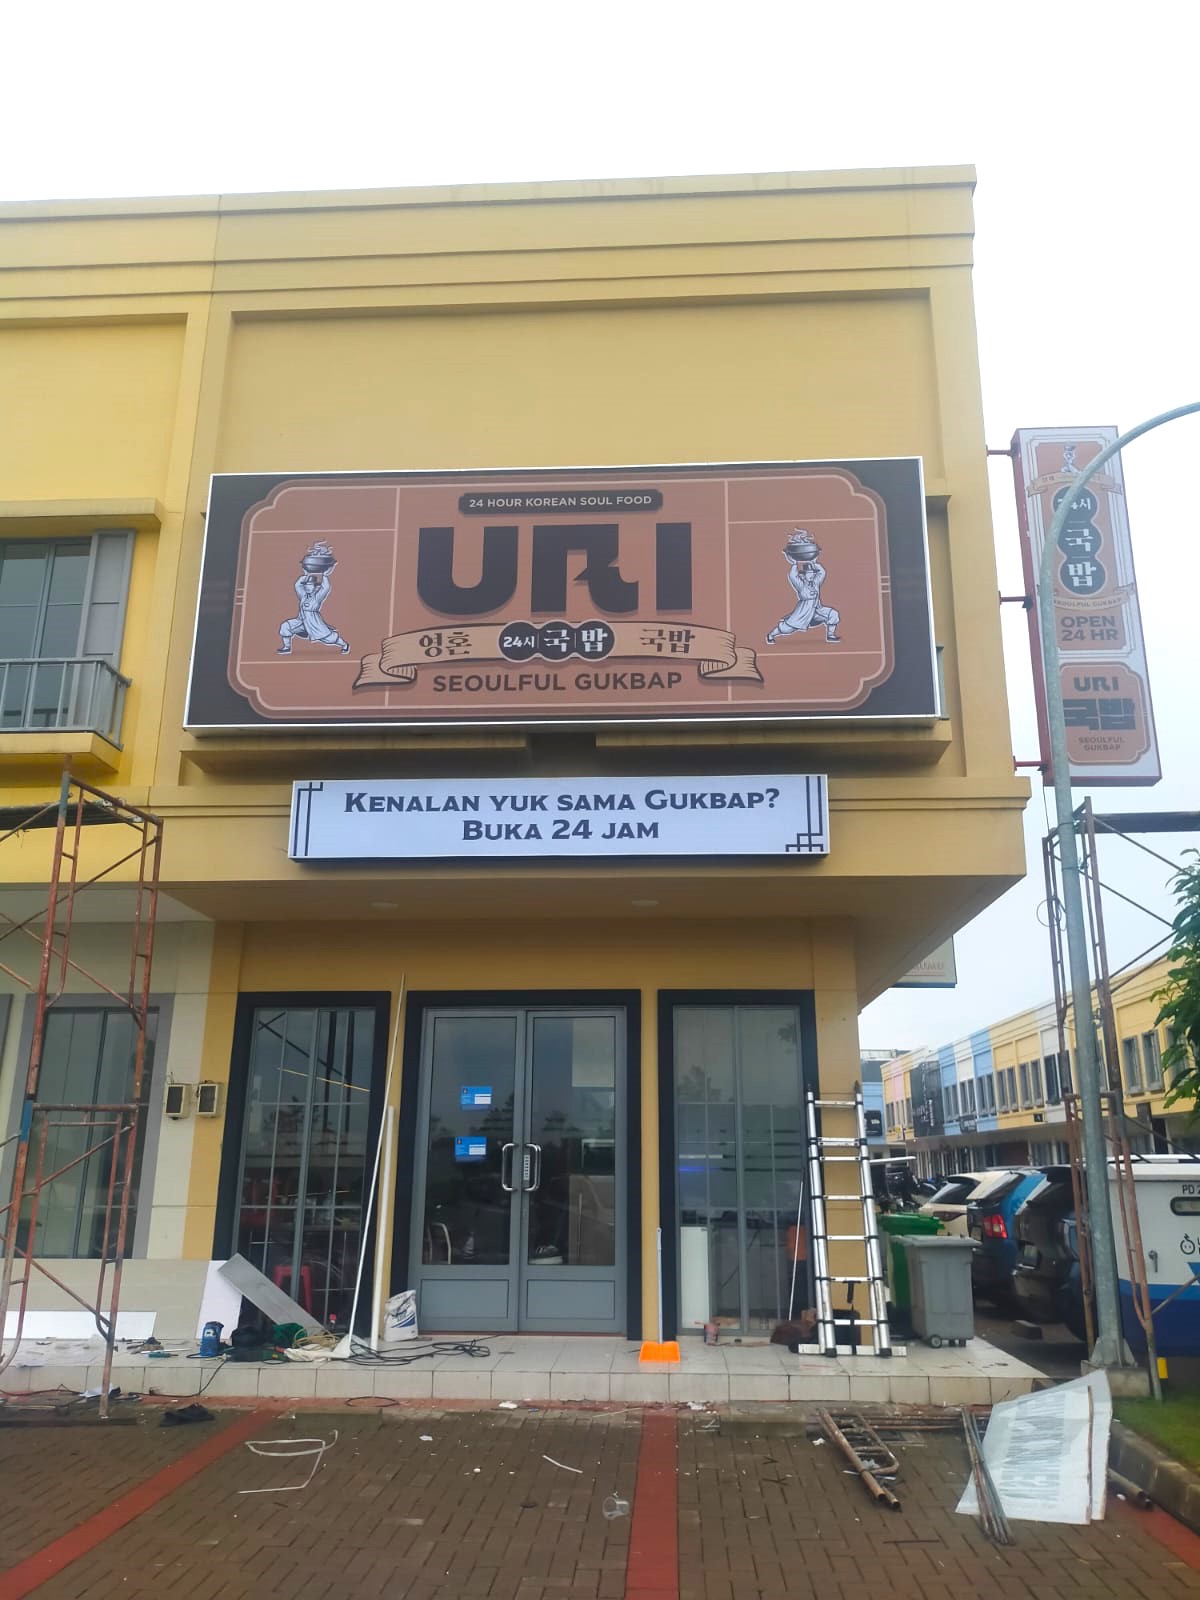 24 HOUR KOREAN SOUL FOOD
URI
영혼 24시 국밥 국밥
SEOULFUL GUKBAP
KENALAN YUK SAMA GUKBAP?
BUKA 24 JAM
24시
국
밥
SEOULFUL GUKBAP
OPEN
24 HR
URI
국밥
SEOULFUL
GUKBAP